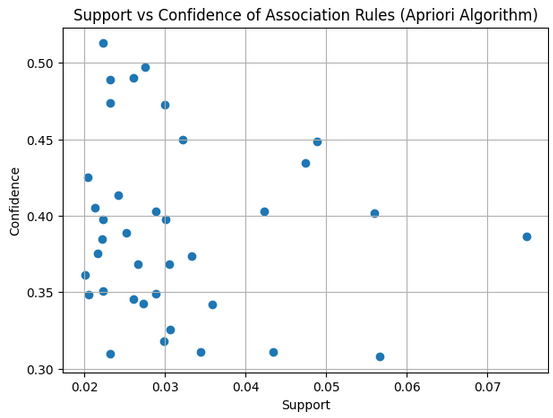 Support vs Confidence of Association Rules (Apriori Algorithm)
0.50
0.45
0.40
0.35
0.30
Confidence
0.02 0.03 0.04 0.05 0.06 0.07
Support